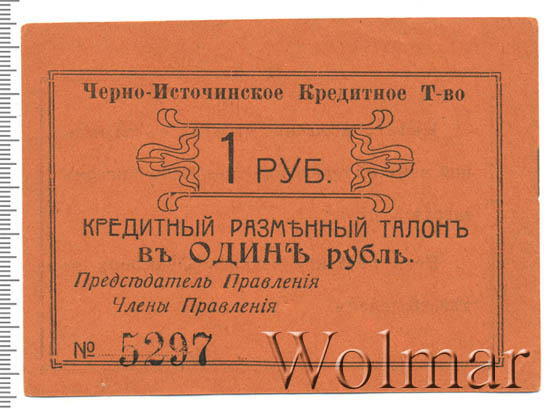 Черно-Источинское Кредитное Т-во
1 РУБ.
КРЕДИТНЫЙ РАЗМѢННЫЙ ТАЛОНЪ
въ ОДИНЪ рубль.
Предсѣдатель Правленія
Члены Правленія
№ 5297
Wolmar